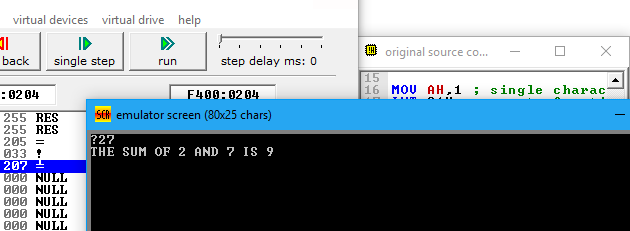 virtual devices virtual drive help
back single step run step delay ms: 0
original source co...
:0204 F400:0204
15
16 MOV AH,1 ; single charac
SCR emulator screen (80x25 chars)
255 RES
255 RES
205 =
033 !
207 ╧
000 NULL
000 NULL
000 NULL
000 NULL
000 NULL
?27
THE SUM OF 2 AND 7 IS 9